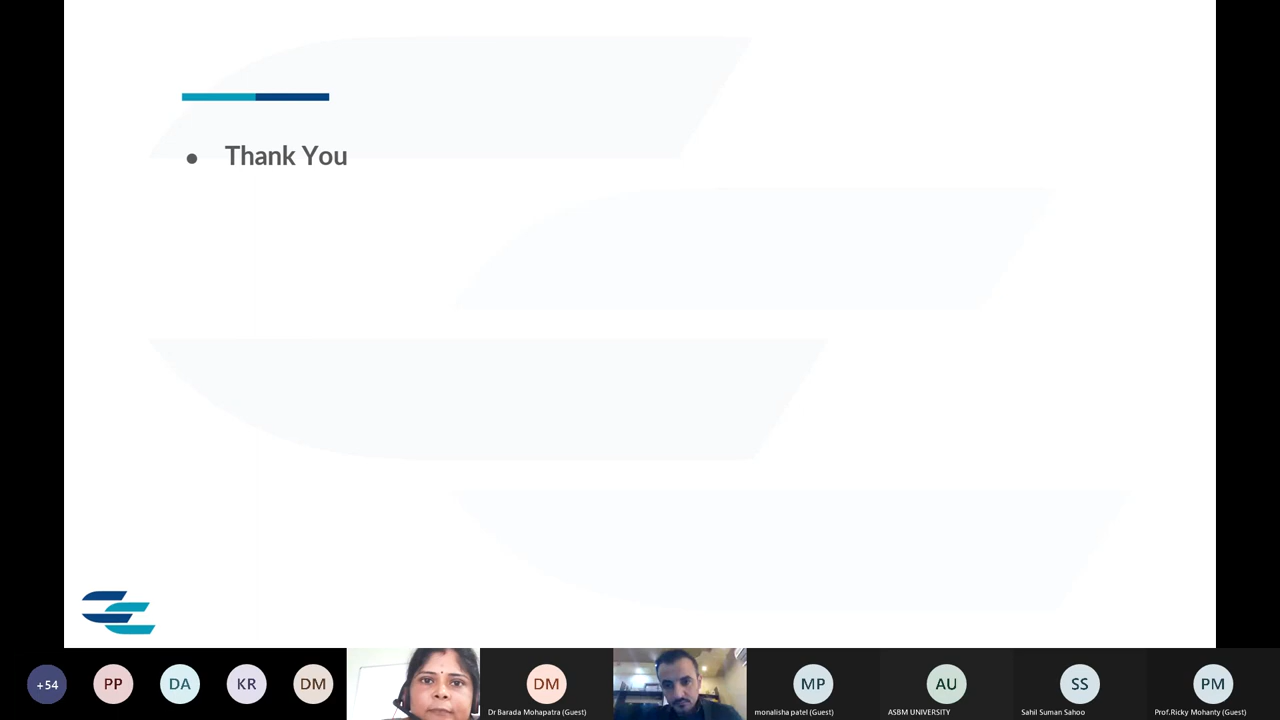 ● Thank You
+54
PP
DA
KR
DM
DM
Dr Barada Mohapatra (Guest)
MP
monalisha patel (Guest)
AU
ASBM UNIVERSITY
SS
Sahil Suman Sahoo
PM
Prof.Ricky Mohanty (Guest)